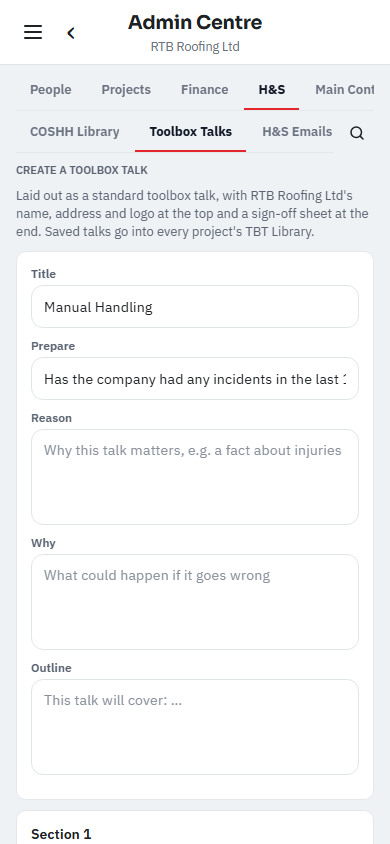 Admin Centre
RTB Roofing Ltd
People Projects Finance H&S Main Cont
COSHH Library Toolbox Talks H&S Emails
CREATE A TOOLBOX TALK
Laid out as a standard toolbox talk, with RTB Roofing Ltd's
name, address and logo at the top and a sign-off sheet at the
end. Saved talks go into every project's TBT Library.
Title
Manual Handling
Prepare
Has the company had any incidents in the last
Reason
Why this talk matters, e.g. a fact about injuries
Why
What could happen if it goes wrong
Outline
This talk will cover: ...
Section 1